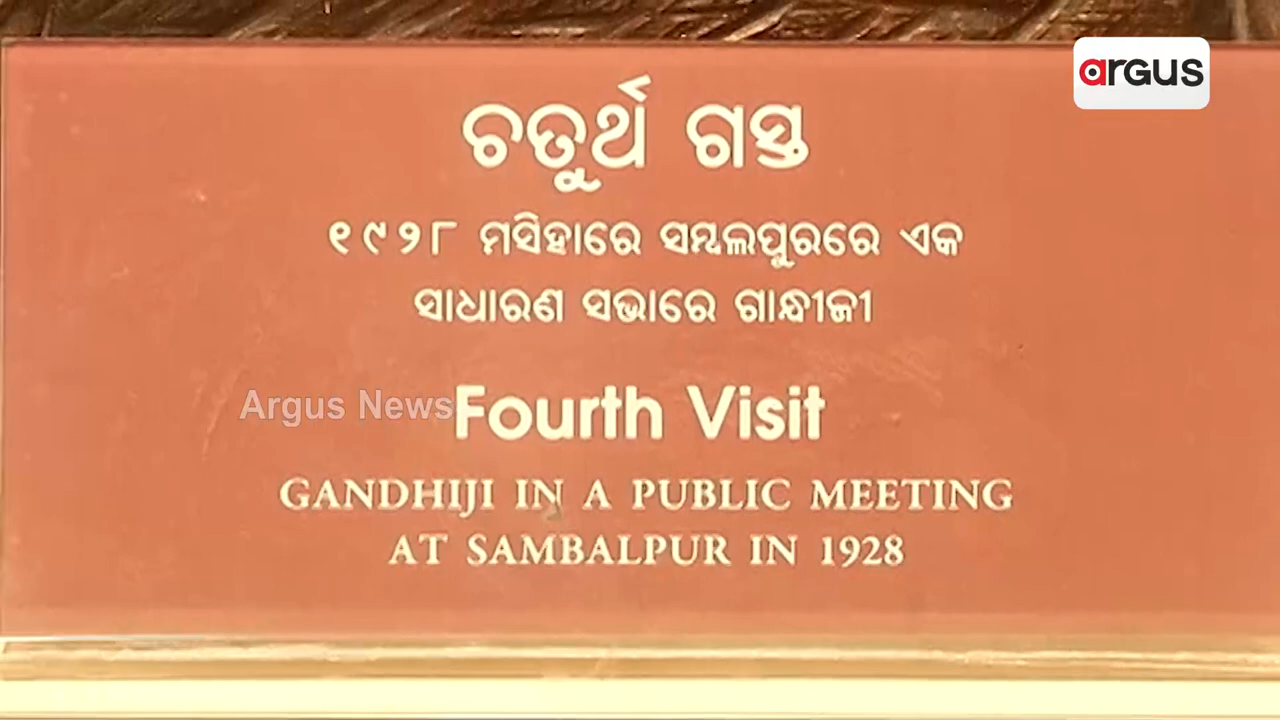 argus
ଚତୁର୍ଥ ଗସ୍ତ
୧୯୨୮ ମସିହାରେ ସମ୍ବଲପୁରରେ ଏକ
ସାଧାରଣ ସଭାରେ ଗାନ୍ଧୀଜୀ
Argus News
Fourth Visit
GANDHIJI IN A PUBLIC MEETING
AT SAMBALPUR IN 1928